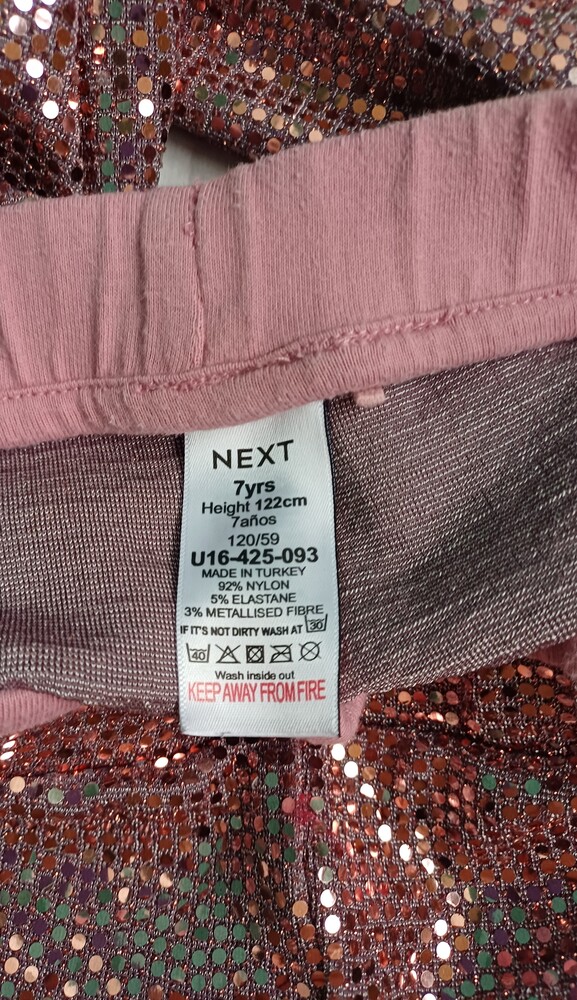 NEXT
7yrs
Height 122cm
7años
120/59
U16-425-093
MADE IN TURKEY
92% NYLON
5% ELASTANE
3% METALLISED FIBRE
IF IT'S NOT DIRTY WASH AT 30
40
Wash inside out
KEEP AWAY FROM FIRE